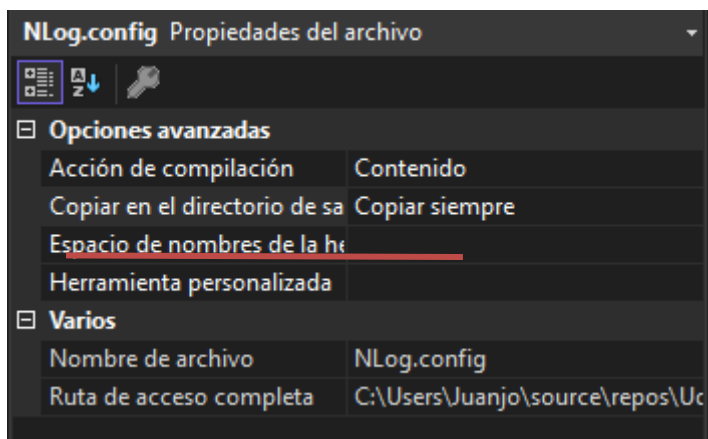 NLog.config Propiedades del archivo
Opciones avanzadas
Acción de compilación Contenido
Copiar en el directorio de sa Copiar siempre
Espacio de nombres de la he
Herramienta personalizada
Varios
Nombre de archivo NLog.config
Ruta de acceso completa C:\Users\Juanjo\source\repos\Ud